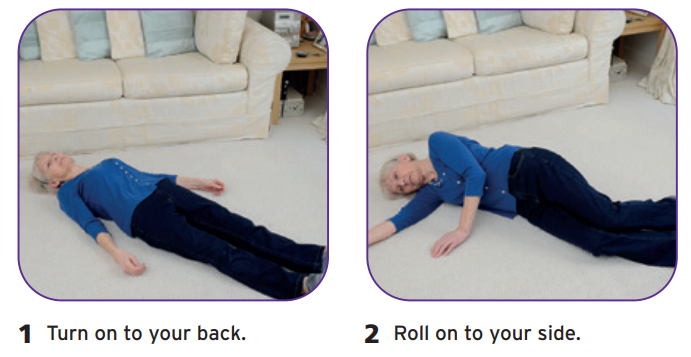 1 Turn on to your back.
2 Roll on to your side.